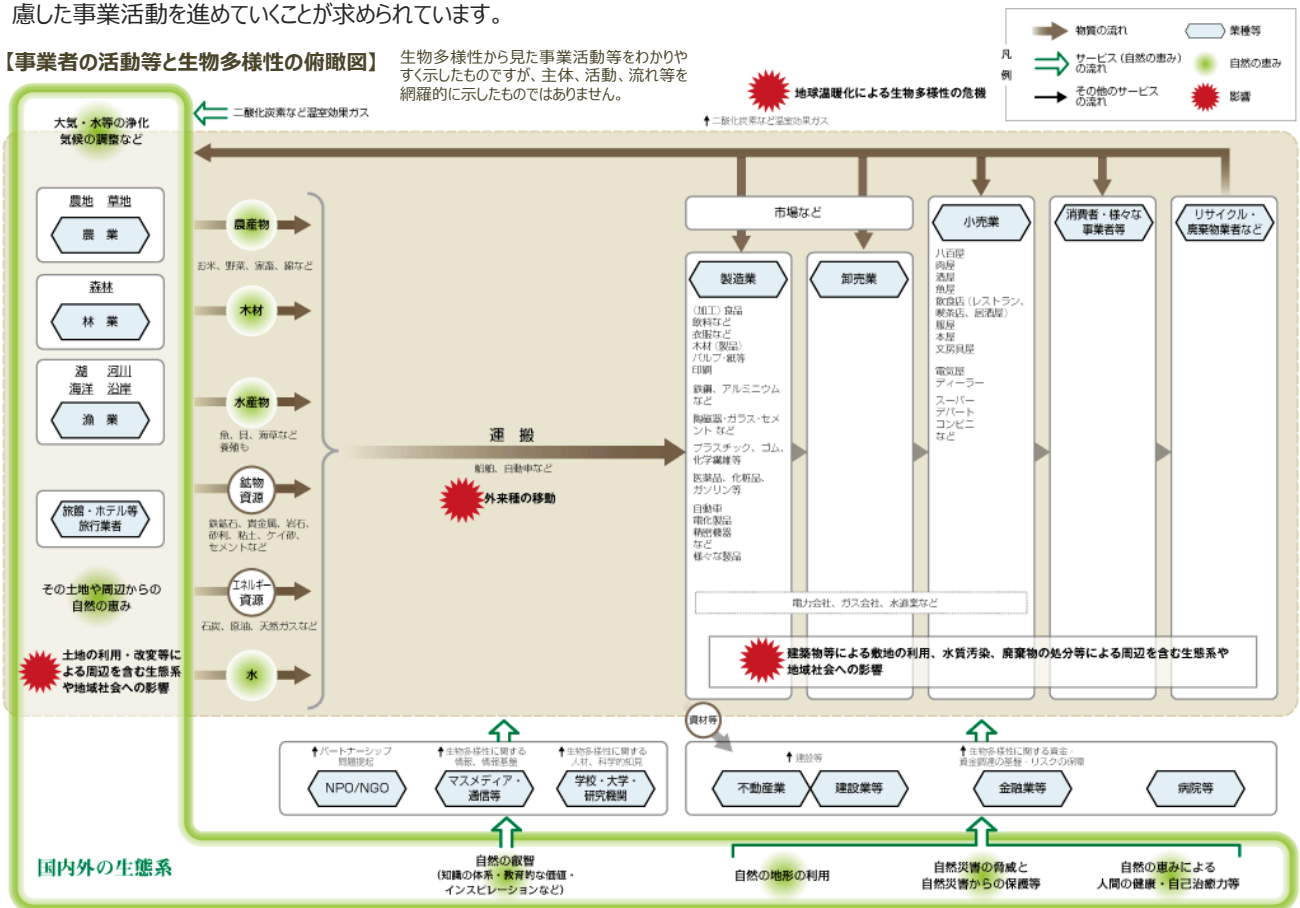 慮した事業活動を進めていくことが求められています。
【事業者の活動等と生物多様性の俯瞰図】
生物多様性から見た事業活動等をわかりや
すく示したものですが、主体、活動、流れ等を
網羅的に示したものではありません。
凡
例
物質の流れ
業種等
サービス（自然の恵み）
の流れ
自然の恵み
その他のサービス
の流れ
影響
大気・水等の浄化
気候の調整など
二酸化炭素など温室効果ガス
地球温暖化による生物多様性の危機
二酸化炭素など温室効果ガス
農地 草地
農 業
森林
林 業
湖 河川
海洋 沿岸
漁 業
旅館・ホテル等
旅行業者
その土地や周辺からの
自然の恵み
土地の利用・改変等に
よる周辺を含む生態系
や地域社会への影響
農産物
お米、野菜、家畜、綿など
木材
水産物
魚、貝、海草など
養殖も
鉱物
資源
鉄鉱石、貴金属、岩石、
砂利、粘土、ケイ砂、
セメントなど
エネルギー
資源
石炭、原油、天然ガスなど
水
運 搬
船舶、自動車など
外来種の移動
市場など
製造業
（加工）食品
飲料など
衣服など
木材（製品）
パルプ・紙等
印刷
鉄鋼、アルミニウム
など
陶磁器・ガラス・セメ
ント など
プラスチック、ゴム、
化学繊維等
医薬品、化粧品、
ガソリン等
自動車
電化製品
精密機器
など
様々な製品
卸売業
小売業
八百屋
肉屋
酒屋
魚屋
飲食店（レストラン、
喫茶店、居酒屋）
服屋
本屋
文房具屋
電気屋
ディーラー
スーパー
デパート
コンビニ
など
消費者・様々な
事業者等
リサイクル・
廃棄物業者など
電力会社、ガス会社、水道業など
建築物等による敷地の利用、水質汚染、廃棄物の処分等による周辺を含む生態系や
地域社会への影響
資材等
パートナーシップ
問題提起
NPO/NGO
生物多様性に関する
情報、情報基盤
マスメディア・
通信等
生物多様性に関する
人材、科学的知見
学校・大学・
研究機関
建設等
不動産業
建設業等
生物多様性に関する資金・
資金調達の基盤・リスクの保障
金融業等
病院等
国内外の生態系
自然の叡智
（知識の体系・教育的な価値・
インスピレーションなど）
自然の地形の利用
自然災害の脅威と
自然災害からの保護等
自然の恵みによる
人間の健康・自己治癒力等